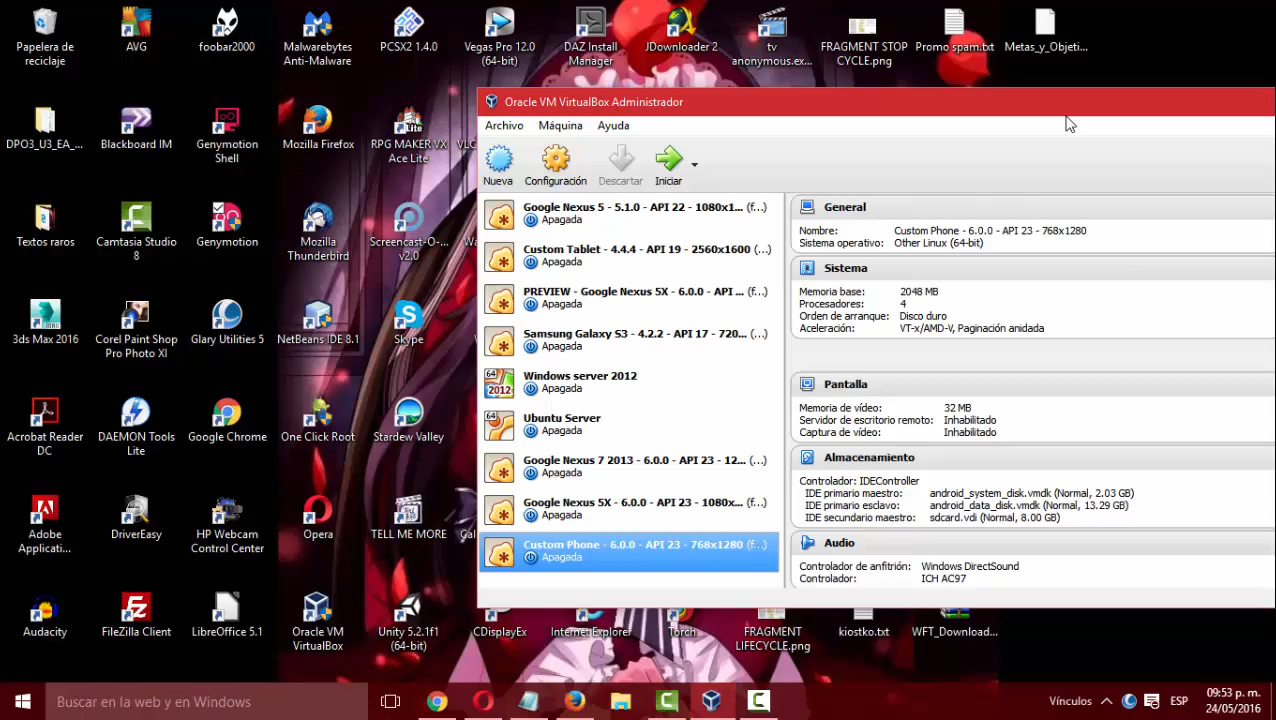 Papelera de
reciclaje
AVG
foobar2000
Malwarebytes
Anti-Malware
PCSX2 1.4.0
Vegas Pro 12.0
(64-bit)
DAZ Install
Manager
JDownloader 2
tv
anonymous.ex...
FRAGMENT STOP
CYCLE.png
Promo spam.txt
Metas_y_Objeti...
DPO3_U3_EA_...
Blackboard IM
Genymotion
Shell
Mozilla Firefox
RPG MAKER VX
Ace Lite
Textos raros
Camtasia Studio
8
Genymotion
Mozilla
Thunderbird
Screencast-O-...
v2.0
3ds Max 2016
Corel Paint Shop
Pro Photo XI
Glary Utilities 5
NetBeans IDE 8.1
Skype
Acrobat Reader
DC
DAEMON Tools
Lite
Google Chrome
One Click Root
Stardew Valley
Adobe
Applicati...
DriverEasy
HP Webcam
Control Center
Opera
TELL ME MORE
Audacity
FileZilla Client
LibreOffice 5.1
Oracle VM
VirtualBox
Unity 5.2.1f1
(64-bit)
CDisplayEx
InternetExplorer
Torch
FRAGMENT
LIFECYCLE.png
kiostko.txt
WFT_Download...
Oracle VM VirtualBox Administrador
Archivo Máquina Ayuda
Nueva Configuración Descartar Iniciar
Google Nexus 5 - 5.1.0 - API 22 - 1080x1... (f...)
Apagada
Custom Tablet - 4.4.4 - API 19 - 2560x1600 (...)
Apagada
PREVIEW - Google Nexus 5X - 6.0.0 - API ... (f...)
Apagada
Samsung Galaxy S3 - 4.2.2 - API 17 - 720... (f...)
Apagada
64
2012
Windows server 2012
Apagada
64
Ubuntu Server
Apagada
Google Nexus 7 2013 - 6.0.0 - API 23 - 12... (f...)
Apagada
Google Nexus 5X - 6.0.0 - API 23 - 1080x... (f...)
Apagada
Custom Phone - 6.0.0 - API 23 - 768x1280 (f...)
Apagada
General
Nombre: Custom Phone - 6.0.0 - API 23 - 768x1280
Sistema operativo: Other Linux (64-bit)
Sistema
Memoria base: 2048 MB
Procesadores: 4
Orden de arranque: Disco duro
Aceleración: VT-x/AMD-V, Paginación anidada
Pantalla
Memoria de vídeo: 32 MB
Servidor de escritorio remoto: Inhabilitado
Captura de vídeo: Inhabilitado
Almacenamiento
Controlador: IDEController
IDE primario maestro: android_system_disk.vmdk (Normal, 2.03 GB)
IDE primario esclavo: android_data_disk.vmdk (Normal, 13.29 GB)
IDE secundario maestro: sdcard.vdi (Normal, 8.00 GB)
Audio
Controlador de anfitrión: Windows DirectSound
Controlador: ICH AC97
Buscar en la web y en Windows
Vínculos
ESP
09:53 p. m.
24/05/2016